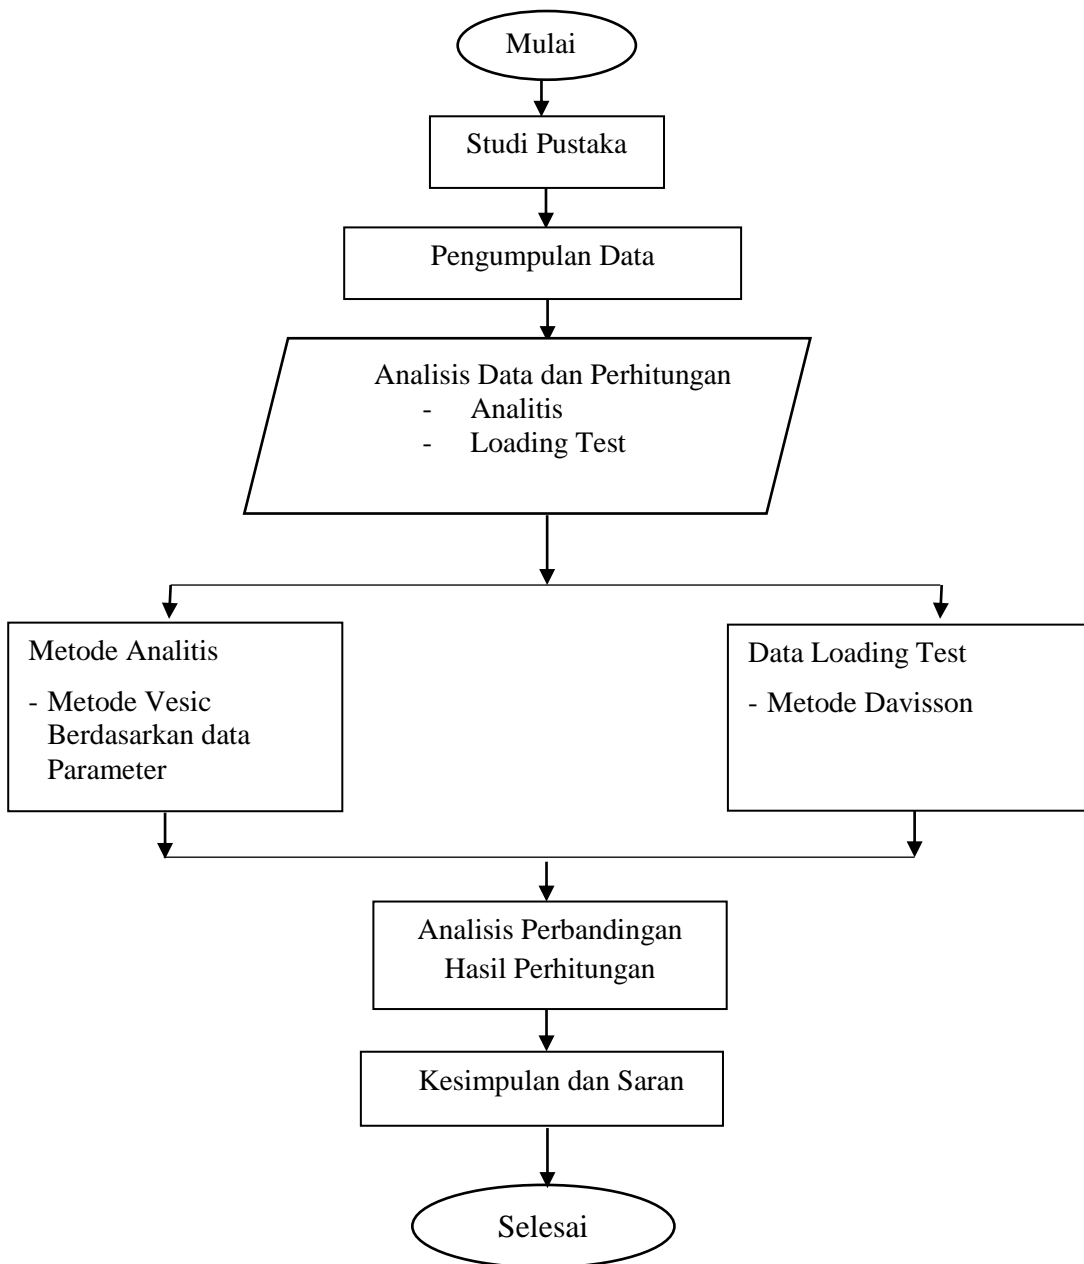 Mulai
Studi Pustaka
Pengumpulan Data
Analisis Data dan Perhitungan
- Analitis
- Loading Test
Metode Analitis
- Metode Vesic
Berdasarkan data
Parameter
Data Loading Test
- Metode Davisson
Analisis Perbandingan
Hasil Perhitungan
Kesimpulan dan Saran
Selesai